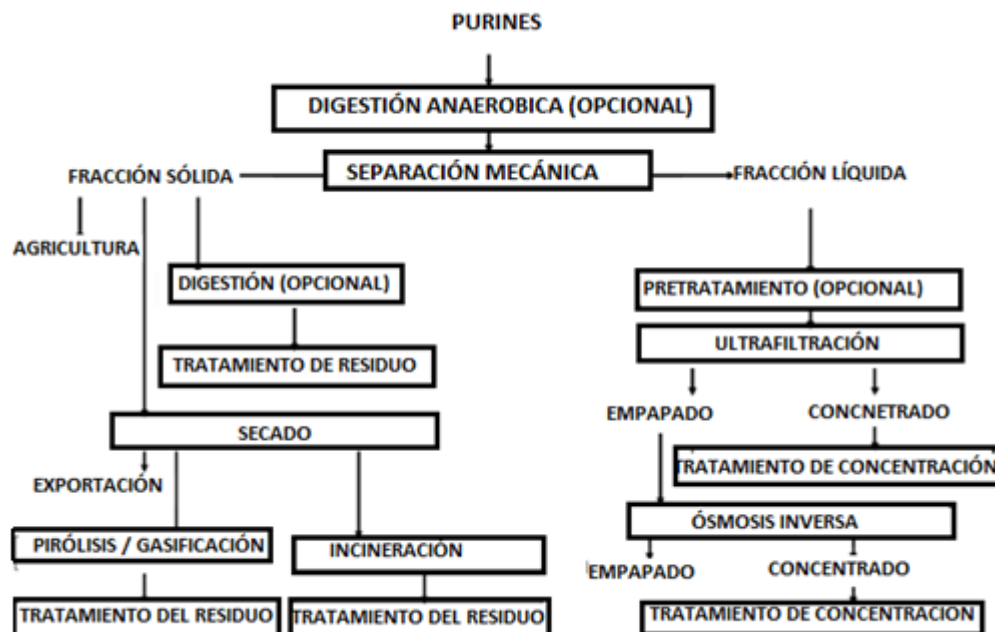 PURINES
DIGESTIÓN ANAEROBICA (OPCIONAL)
SEPARACIÓN MECÁNICA
FRACCIÓN SÓLIDA
FRACCIÓN LÍQUIDA
AGRICULTURA
DIGESTIÓN (OPCIONAL)
PRETRATAMIENTO (OPCIONAL)
ULTRAFILTRACIÓN
TRATAMIENTO DE RESIDUO
EMPAPADO
CONCNETRADO
SECADO
TRATAMIENTO DE CONCENTRACIÓN
EXPORTACIÓN
ÓSMOSIS INVERSA
PIRÓLISIS / GASIFICACIÓN
INCINERACIÓN
EMPAPADO
CONCENTRADO
TRATAMIENTO DEL RESIDUO
TRATAMIENTO DEL RESIDUO
TRATAMIENTO DE CONCENTRACION